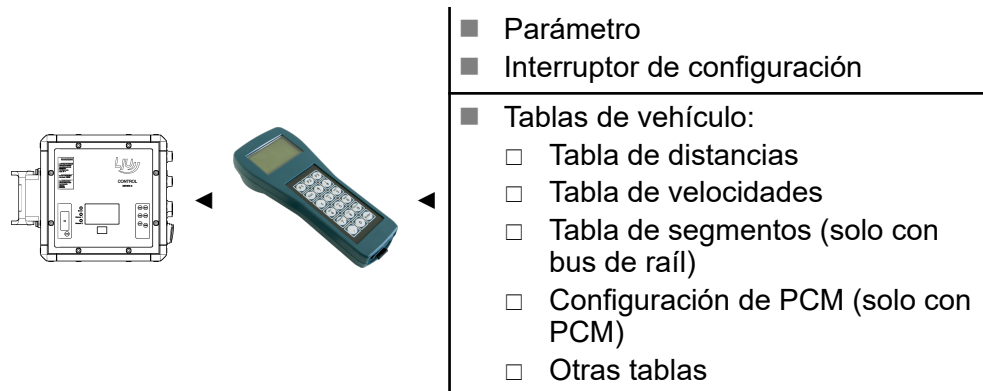 Parámetro
Interruptor de configuración
Tablas de vehículo:
Tabla de distancias
Tabla de velocidades
Tabla de segmentos (solo con
bus de raíl)
Configuración de PCM (solo con
PCM)
Otras tablas
CONTROL